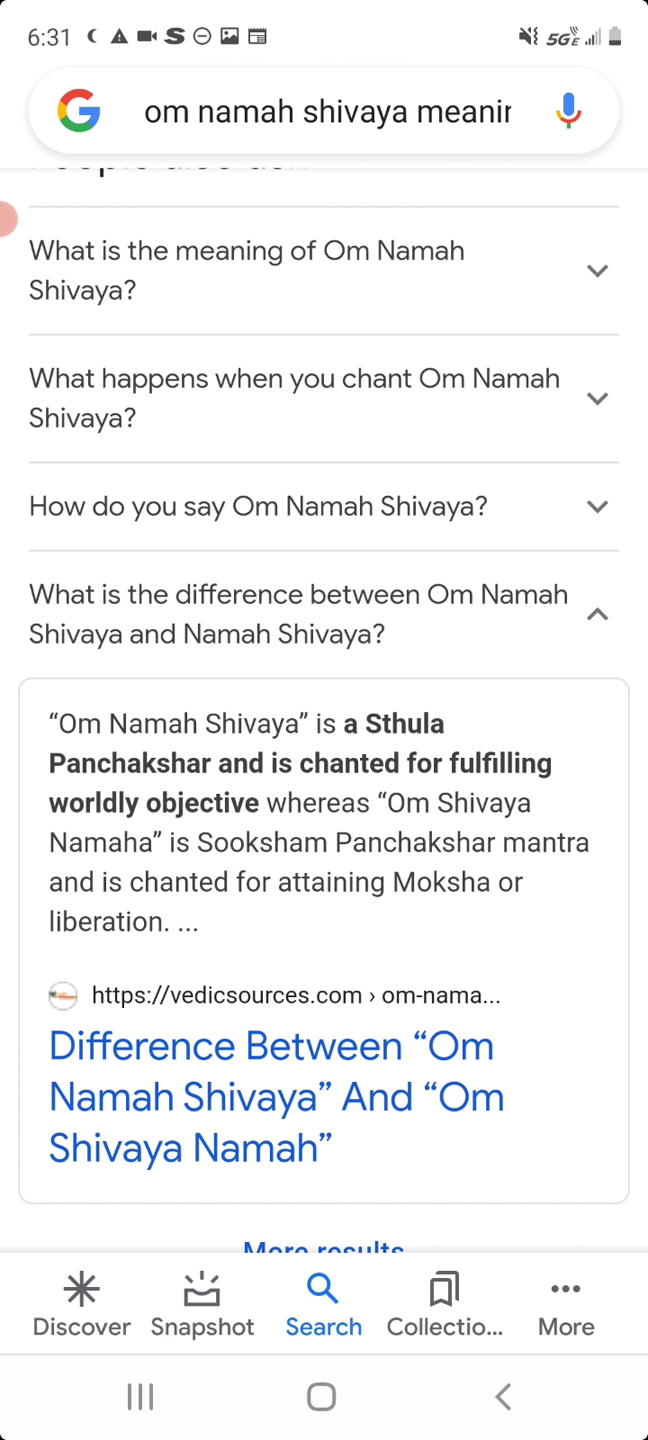 6:31
5GE
om namah shivaya meanir
What is the meaning of Om Namah
Shivaya?
What happens when you chant Om Namah
Shivaya?
How do you say Om Namah Shivaya?
What is the difference between Om Namah
Shivaya and Namah Shivaya?
“Om Namah Shivaya” is a Sthula
Panchakshar and is chanted for fulfilling
worldly objective whereas “Om Shivaya
Namaha” is Sooksham Panchakshar mantra
and is chanted for attaining Moksha or
liberation. ...
https://vedicsources.com › om-nama...
Difference Between “Om
Namah Shivaya” And “Om
Shivaya Namah”
More results
Discover Snapshot Search Collectio... More